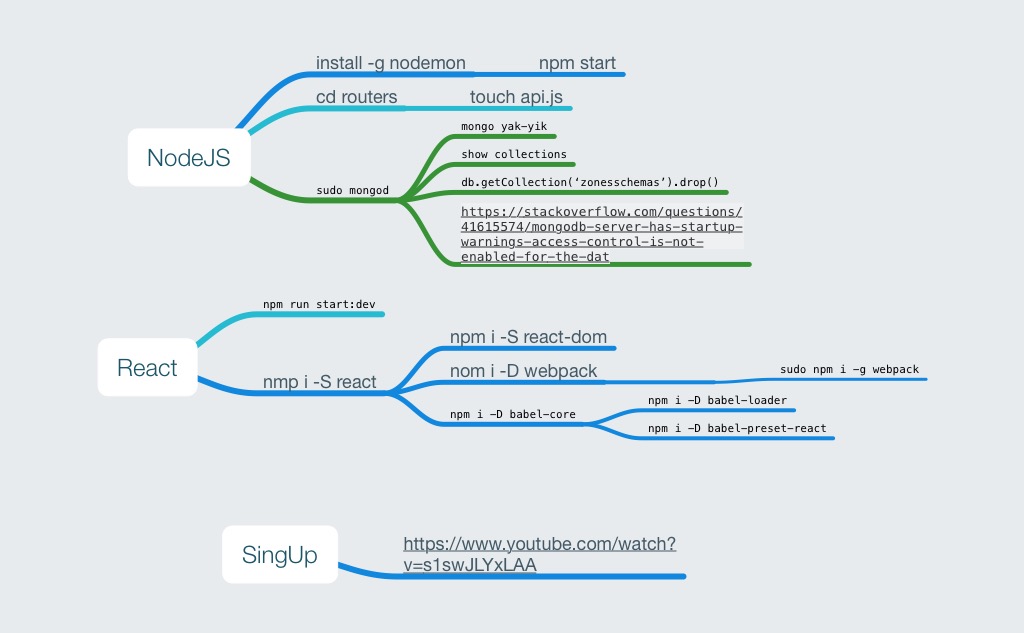 install -g nodemon
npm start
cd routers
touch api.js
NodeJS
mongo yak-yik
show collections
db.getCollection(‘zonesschemas’).drop()
sudo mongod
https://stackoverflow.com/questions/
41615574/mongodb-server-has-startup-
warnings-access-control-is-not-
enabled-for-the-dat
npm run start:dev
React
nmp i -S react
npm i -S react-dom
nom i -D webpack
sudo npm i -g webpack
npm i -D babel-core
npm i -D babel-loader
npm i -D babel-preset-react
SingUp
https://www.youtube.com/watch?
v=s1swJLYxLAA